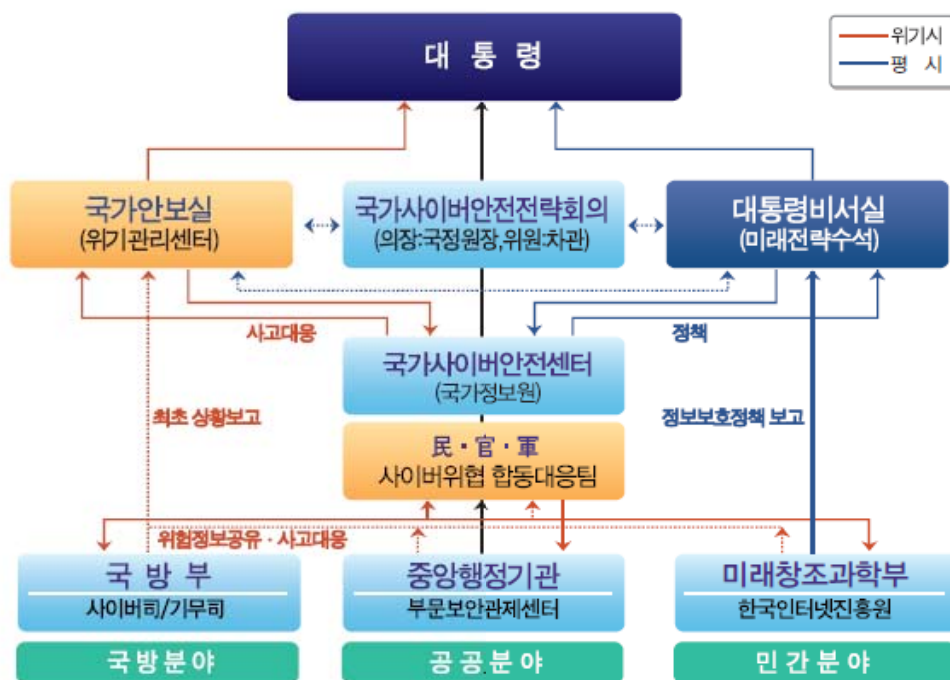 대 통 령
위기시
평 시
국가안보실
(위기관리센터)
국가사이버안전전략회의
(의장:국정원장,위원:차관)
대통령비서실
(미래전략수석)
사고대응
정책
국가사이버안전센터
(국가정보원)
최초 상황보고
정보보호정책 보고
民·官·軍
사이버위협 합동대응팀
위험정보공유·사고대응
국 방 부
사이버司/기무司
중앙행정기관
부문보안관제센터
미래창조과학부
한국인터넷진흥원
국방분야
공공분야
민간분야